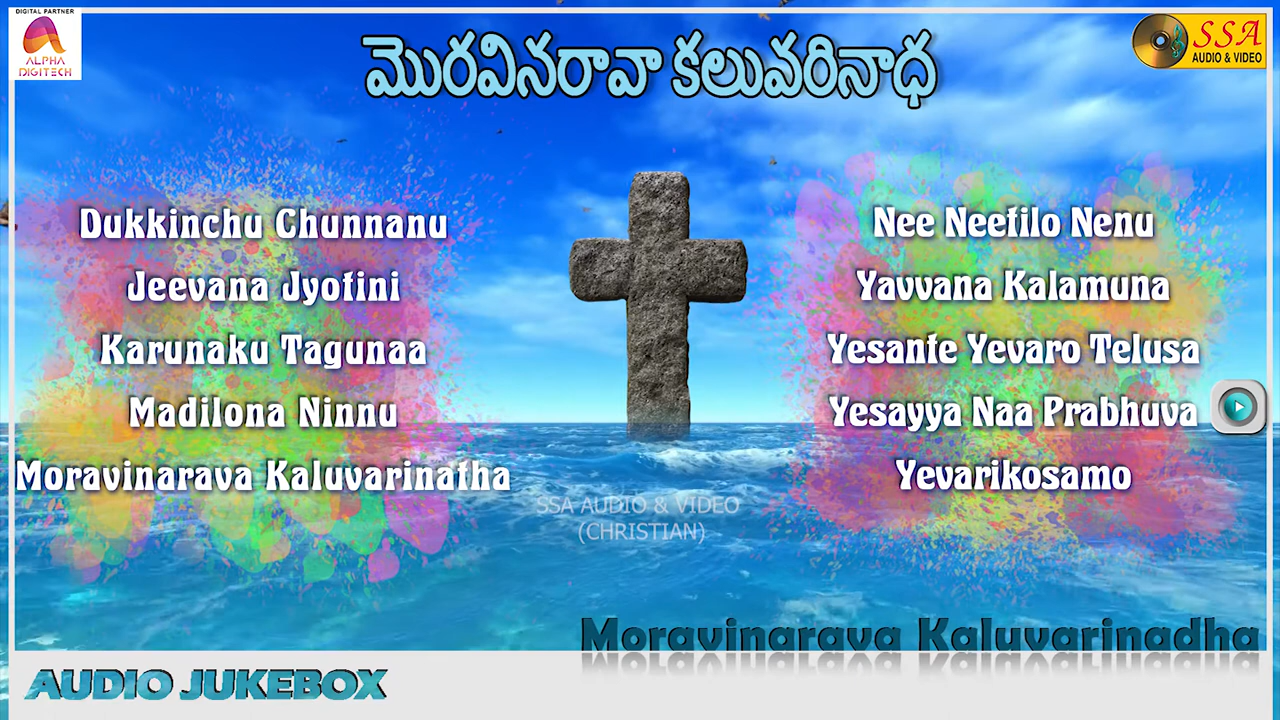 DIGITAL PARTNER
ALPHA
DIGITECH
మొరవినరావా కలువరినాధ
SSA
AUDIO & VIDEO
Dukkinchu Chunnanu
Jeevana Jyotini
Karunaku Tagunaa
Madilona Ninnu
Moravinarava Kaluvarinatha
Nee Neetilo Nenu
Yavvana Kalamuna
Yesante Yevaro Telusa
Yesayya Naa Prabhuva
Yevarikosamo
SSA AUDIO & VIDEO
(CHRISTIAN)
Moravinarava Kaluvarinadha
AUDIO JUKEBOX